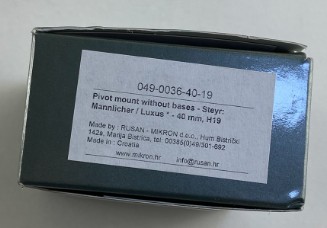 049-0036-40-19
Pivot mount without bases - Steyr:
Mannlicher / Luxus * - 40 mm, H19
Made by : RUSAN - MIKRON d.o.o., Hum Bistrički
142a, Marija Bistrica, tel: 00385(0)49/301-692
Made in : Croatia
www.mikron.hr info@rusan.hr